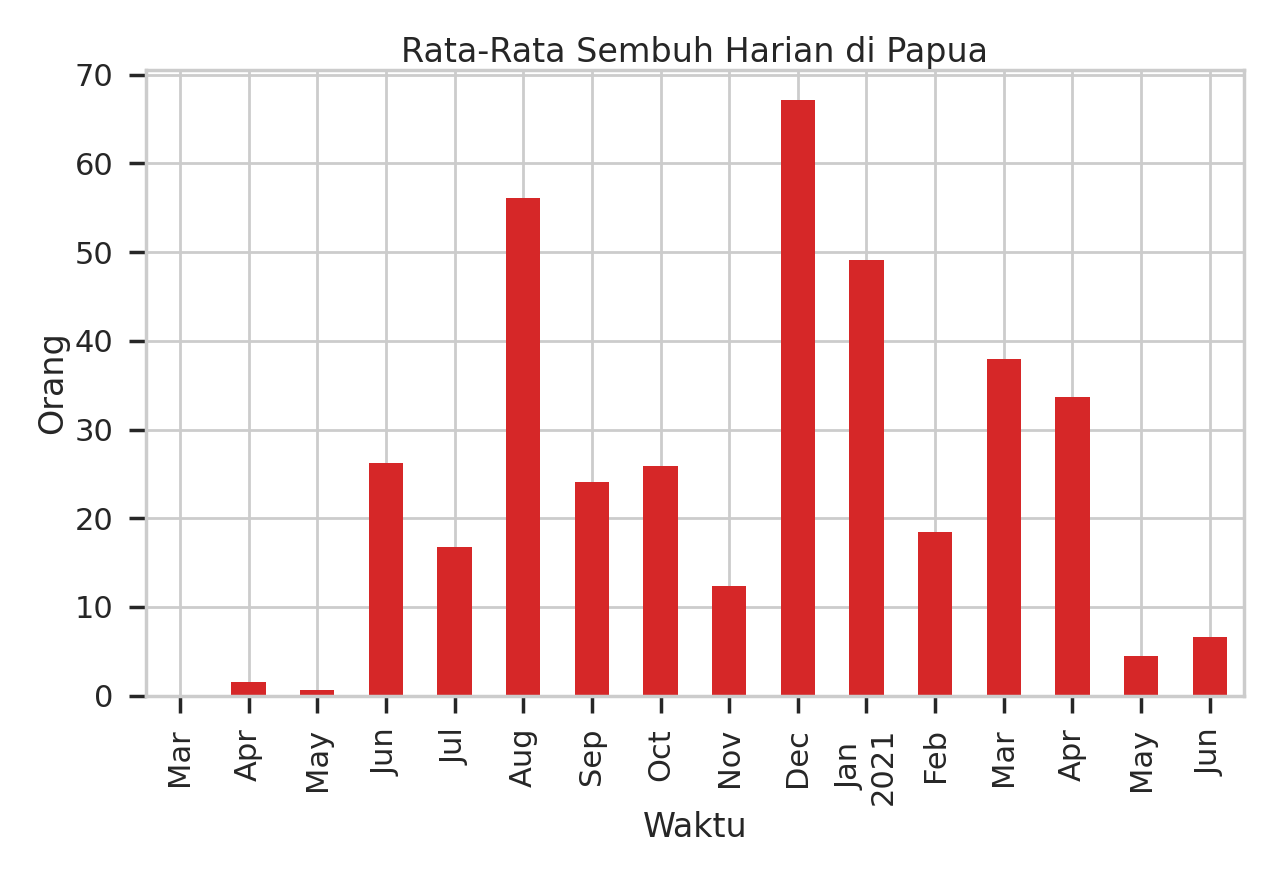 Rata-Rata Sembuh Harian di Papua
70
60
50
40
30
20
10
0
Orang
Mar
Apr
May
Jun
Jul
Aug
Sep
Oct
Nov
Dec
Jan
2021
Feb
Mar
Apr
May
Jun
Waktu